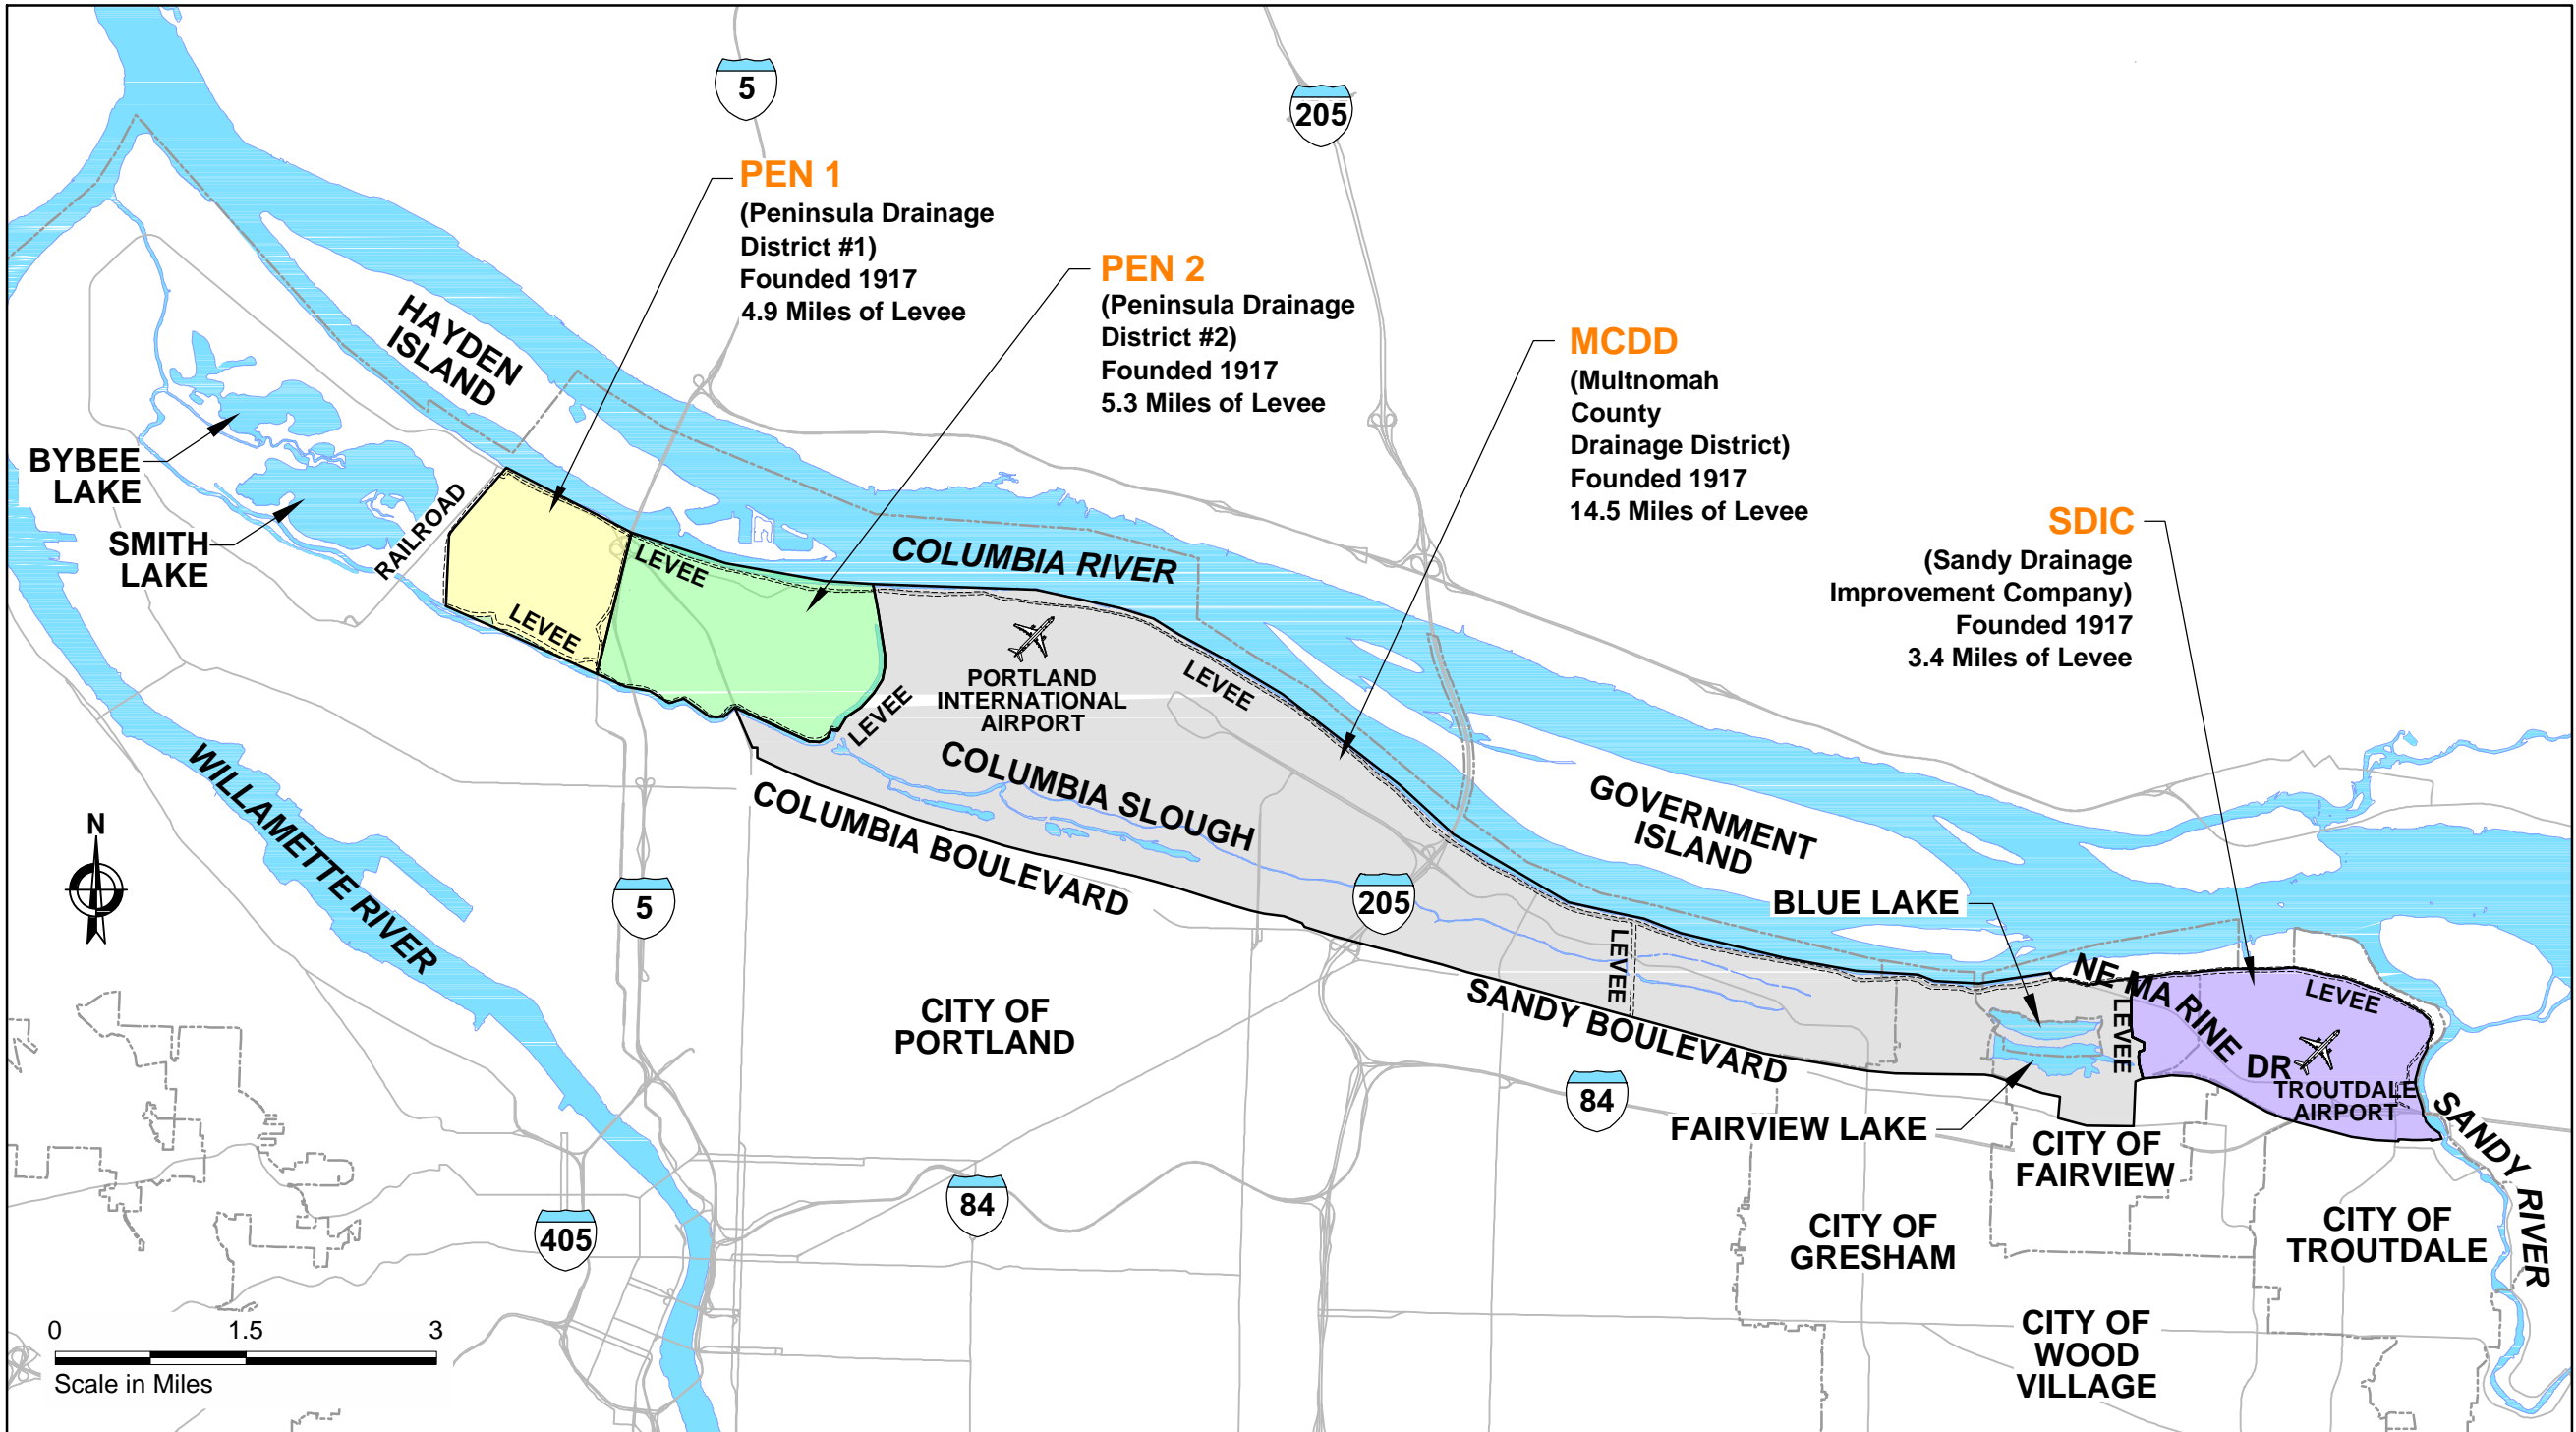 5
205
PEN 1
(Peninsula Drainage
District #1)
Founded 1917
4.9 Miles of Levee
PEN 2
(Peninsula Drainage
District #2)
Founded 1917
5.3 Miles of Levee
MCDD
(Multnomah
County
Drainage District)
Founded 1917
14.5 Miles of Levee
SDIC
(Sandy Drainage
Improvement Company)
Founded 1917
3.4 Miles of Levee
HAYDEN
ISLAND
BYBEE
LAKE
SMITH
LAKE
RAILROAD
LEVEE
LEVEE
COLUMBIA RIVER
PORTLAND
INTERNATIONAL
AIRPORT
LEVEE
LEVEE
COLUMBIA SLOUGH
COLUMBIA BOULEVARD
WILLAMETTE RIVER
GOVERNMENT
ISLAND
N
5
205
BLUE LAKE
LEVEE
NE MA RINE DR
LEVEE
LEVEE
SANDY BOULEVARD
TROUTDALE
AIRPORT
CITY OF
PORTLAND
84
FAIRVIEW LAKE
CITY OF
FAIRVIEW
SANDY RIVER
84
405
CITY OF
GRESHAM
CITY OF
TROUTDALE
CITY OF
WOOD
VILLAGE
0 1.5 3
Scale in Miles